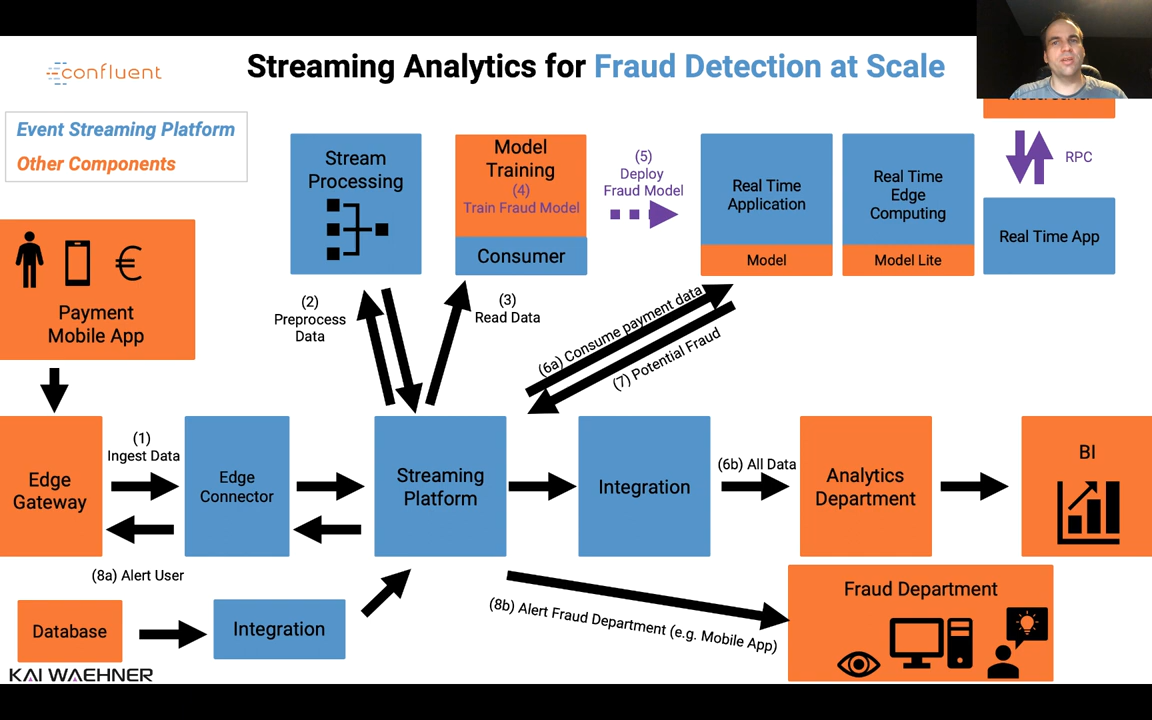 confluent
Streaming Analytics for Fraud Detection at Scale
Event Streaming Platform
Other Components
Stream
Processing
Model
Training
(4)
Train Fraud Model
Consumer
(5)
Deploy
Fraud Model
Real Time
Application
Model
Real Time
Edge
Computing
Model Lite
RPC
Real Time App
€
Payment
Mobile App
(2)
Preprocess
Data
(3)
Read Data
(6a) Consume payment data
(7) Potential Fraud
Edge
Gateway
(1)
Ingest Data
Edge
Connector
Streaming
Platform
Integration
(6b) All Data
Analytics
Department
BI
(8a) Alert User
(8b) Alert Fraud Department (e.g. Mobile App)
Fraud Department
Database
Integration
KAI WAEHNER